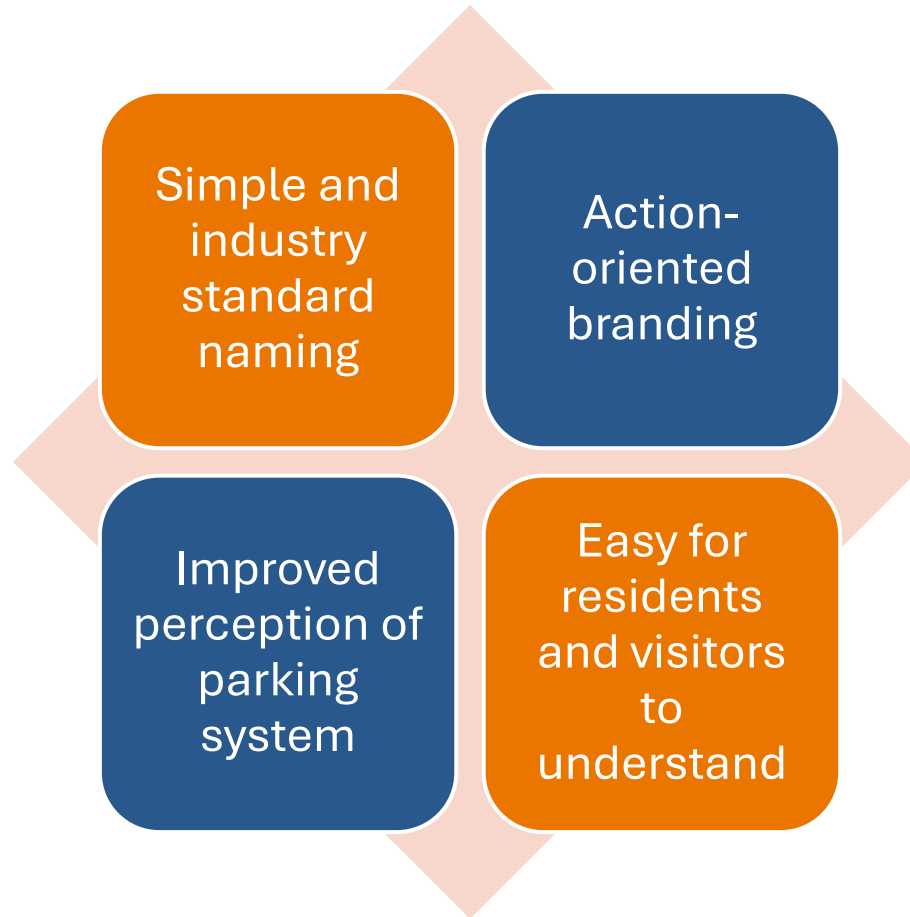 Simple and
industry
standard
naming
Action-
oriented
branding
Improved
perception of
parking
system
Easy for
residents
and visitors
to
understand